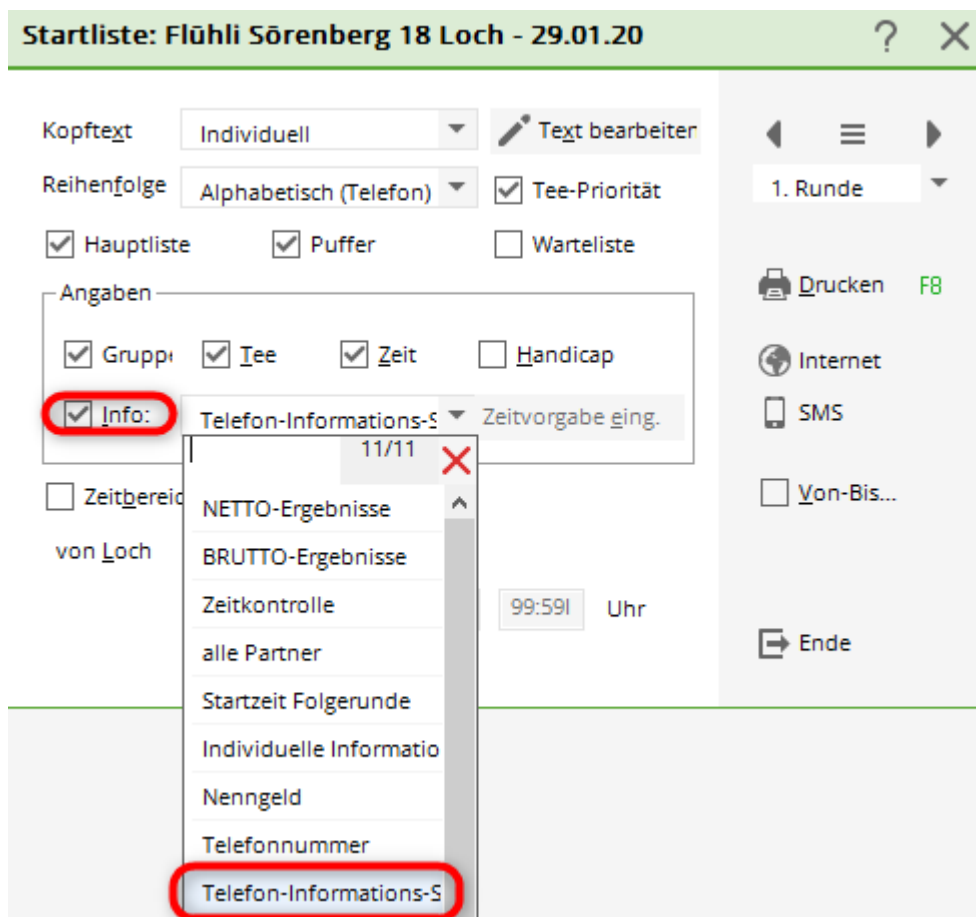 Startliste: Flühli Sörenberg 18 Loch - 29.01.20 ?
Kopftext Individuell Text bearbeiter
Reihenfolge Alphabetisch (Telefon) Tee-Priorität
Hauptliste Puffer Warteliste
Angaben
Gruppe Tee Zeit Handicap
Info: Telefon-Informations-S Zeitvorgabe eing.
11/11
Zeitbereic
NETTO-Ergebnisse
von Loch
BRUTTO-Ergebnisse
Zeitkontrolle
99:59 Uhr
alle Partner
Startzeit Folgerunde
Individuelle Informatio
Nenngeld
Telefonnummer
Telefon-Informations-S
1. Runde
Drucken F8
Internet
SMS
Von-Bis...
Ende